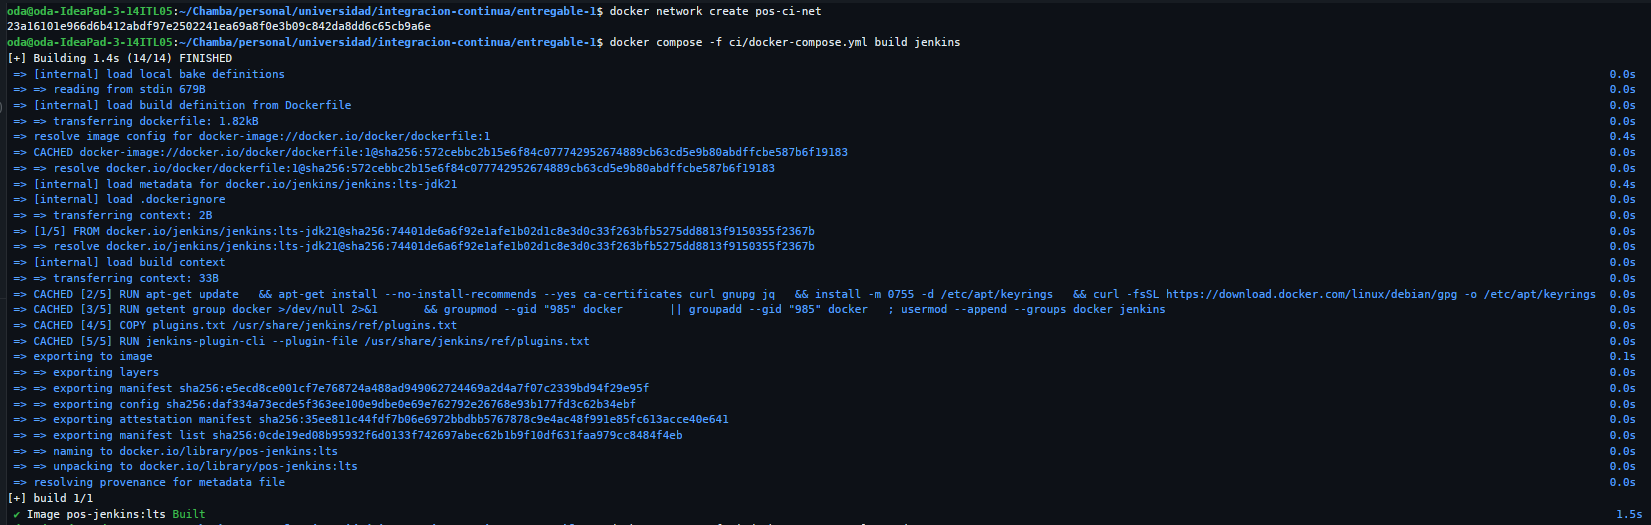 oda@oda-IdeaPad-3-14ITL05:~/Chamba/personal/universidad/integracion-continua/entregable-1$ docker network create pos-ci-net
23a16101e966d6b412abdf97e2502241ea69a8f0e3b09c842da8dd6c65cb9a6e
oda@oda-IdeaPad-3-14ITL05:~/Chamba/personal/universidad/integracion-continua/entregable-1$ docker compose -f ci/docker-compose.yml build jenkins
[+] Building 1.4s (14/14) FINISHED
=> [internal] load local bake definitions 0.0s
=> => reading from stdin 679B 0.0s
=> [internal] load build definition from Dockerfile 0.0s
=> => transferring dockerfile: 1.82kB 0.0s
=> resolve image config for docker-image://docker.io/docker/dockerfile:1 0.4s
=> CACHED docker-image://docker.io/docker/dockerfile:1@sha256:572cebbc2b15e6f84c077742952674889cb63cd5e9b80abdffcbe587b6f19183 0.0s
=> => resolve docker.io/docker/dockerfile:1@sha256:572cebbc2b15e6f84c077742952674889cb63cd5e9b80abdffcbe587b6f19183 0.0s
=> [internal] load metadata for docker.io/jenkins/jenkins:lts-jdk21 0.4s
=> [internal] load .dockerignore 0.0s
=> => transferring context: 2B 0.0s
=> [1/5] FROM docker.io/jenkins/jenkins:lts-jdk21@sha256:74401de6a6f92e1afe1b02d1c8e3d0c33f263bfb5275dd8813f9150355f2367b 0.0s
=> => resolve docker.io/jenkins/jenkins:lts-jdk21@sha256:74401de6a6f92e1afe1b02d1c8e3d0c33f263bfb5275dd8813f9150355f2367b 0.0s
=> [internal] load build context 0.0s
=> => transferring context: 33B 0.0s
=> CACHED [2/5] RUN apt-get update   && apt-get install --no-install-recommends --yes ca-certificates curl gnupg jq   && install -m 0755 -d /etc/apt/keyrings   && curl -fsSL https://download.docker.com/linux/debian/gpg -o /etc/apt/keyrings 0.0s
=> CACHED [3/5] RUN getent group docker >/dev/null 2>&1       && groupmod --gid "985" docker       || groupadd --gid "985" docker   ; usermod --append --groups docker jenkins 0.0s
=> CACHED [4/5] COPY plugins.txt /usr/share/jenkins/ref/plugins.txt 0.0s
=> CACHED [5/5] RUN jenkins-plugin-cli --plugin-file /usr/share/jenkins/ref/plugins.txt 0.0s
=> exporting to image 0.1s
=> => exporting layers 0.0s
=> => exporting manifest sha256:e5ecd8ce001cf7e768724a488ad949062724469a2d4a7f07c2339bd94f29e95f 0.0s
=> => exporting config sha256:daf334a73ecde5f363ee100e9dbe0e69e762792e26768e93b177fd3c62b34ebf 0.0s
=> => exporting attestation manifest sha256:35ee811c44fdf7b06e6972bbdbb5767878c9e4ac48f991e85fc613acce40e641 0.0s
=> => exporting manifest list sha256:0cde19ed08b95932f6d0133f742697abec62b1b9f10df631faa979cc8484f4eb 0.0s
=> => naming to docker.io/library/pos-jenkins:lts 0.0s
=> => unpacking to docker.io/library/pos-jenkins:lts 0.0s
=> resolving provenance for metadata file 0.0s
[+] build 1/1
✔ Image pos-jenkins:lts Built 1.5s